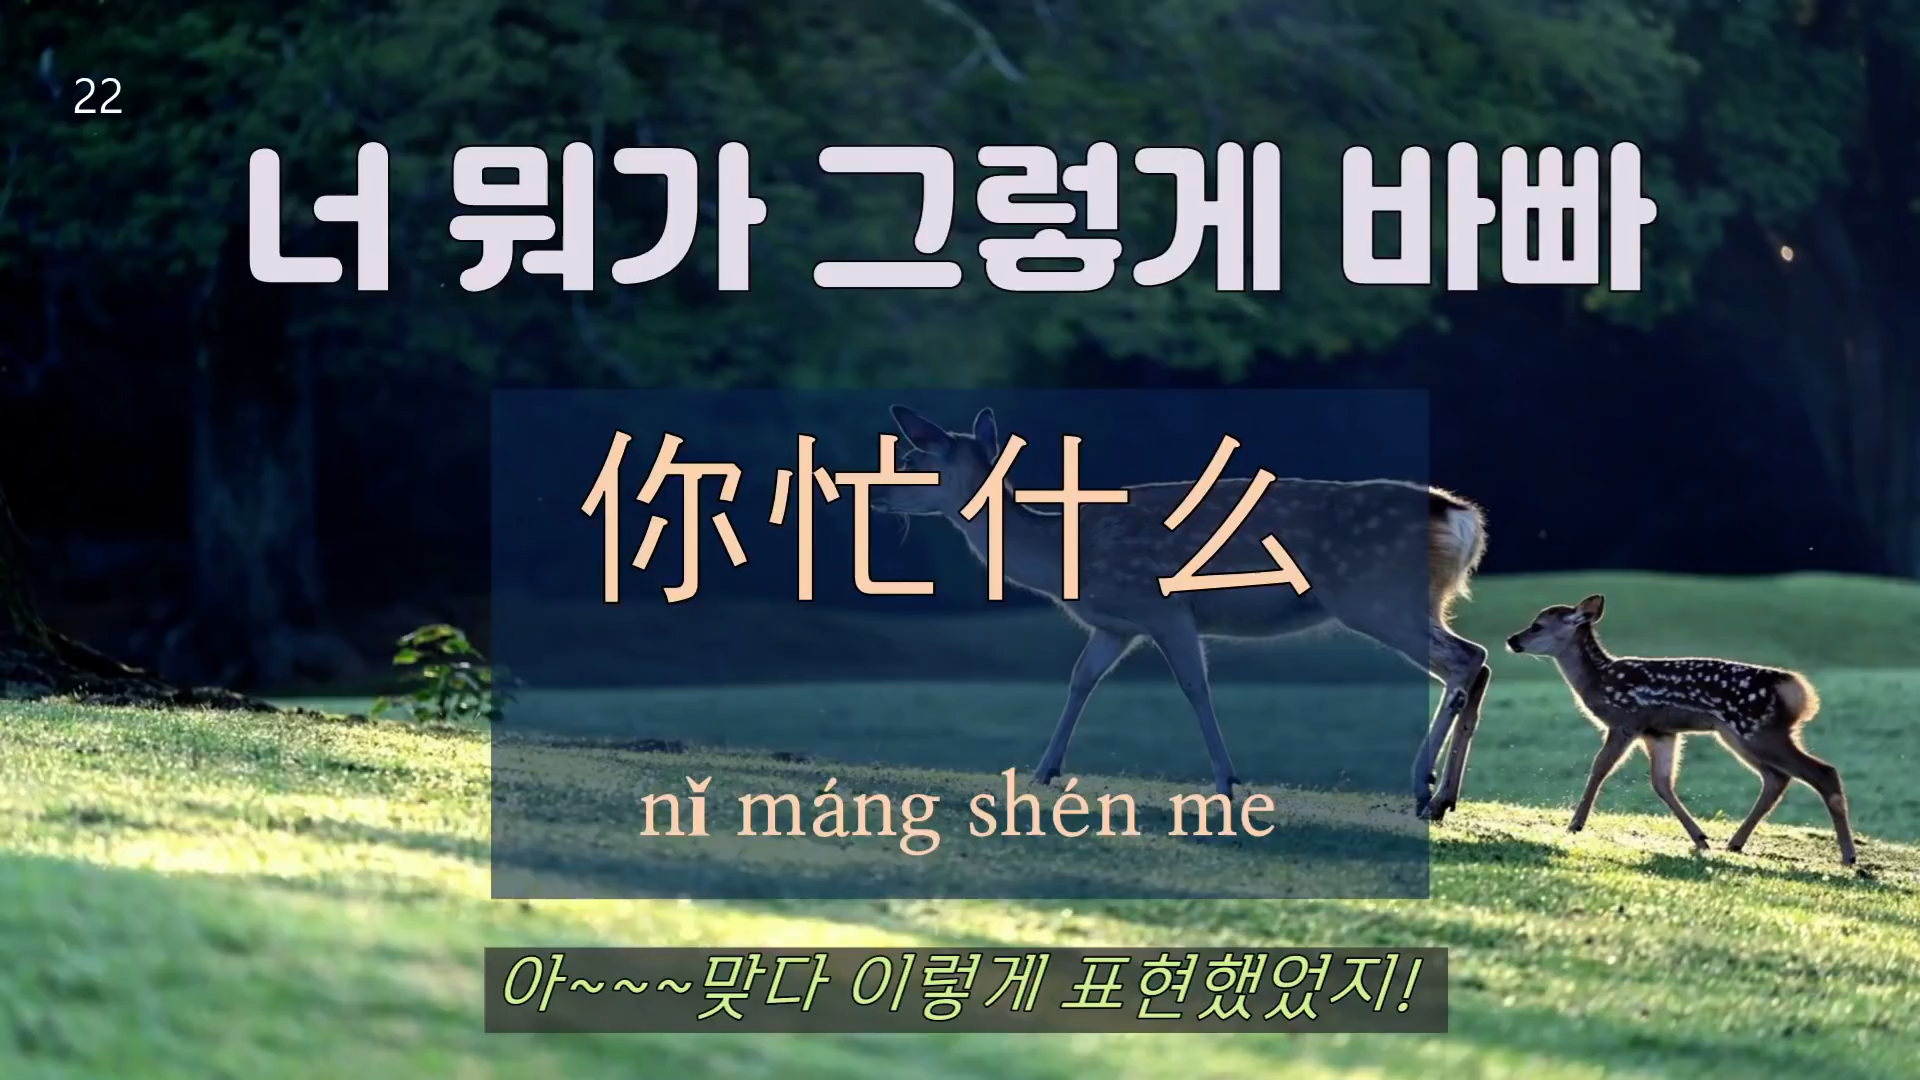 22
너 뭐가 그렇게 바빠
你忙什么
nǐ máng shén me
아~~~맞다 이렇게 표현했었지!